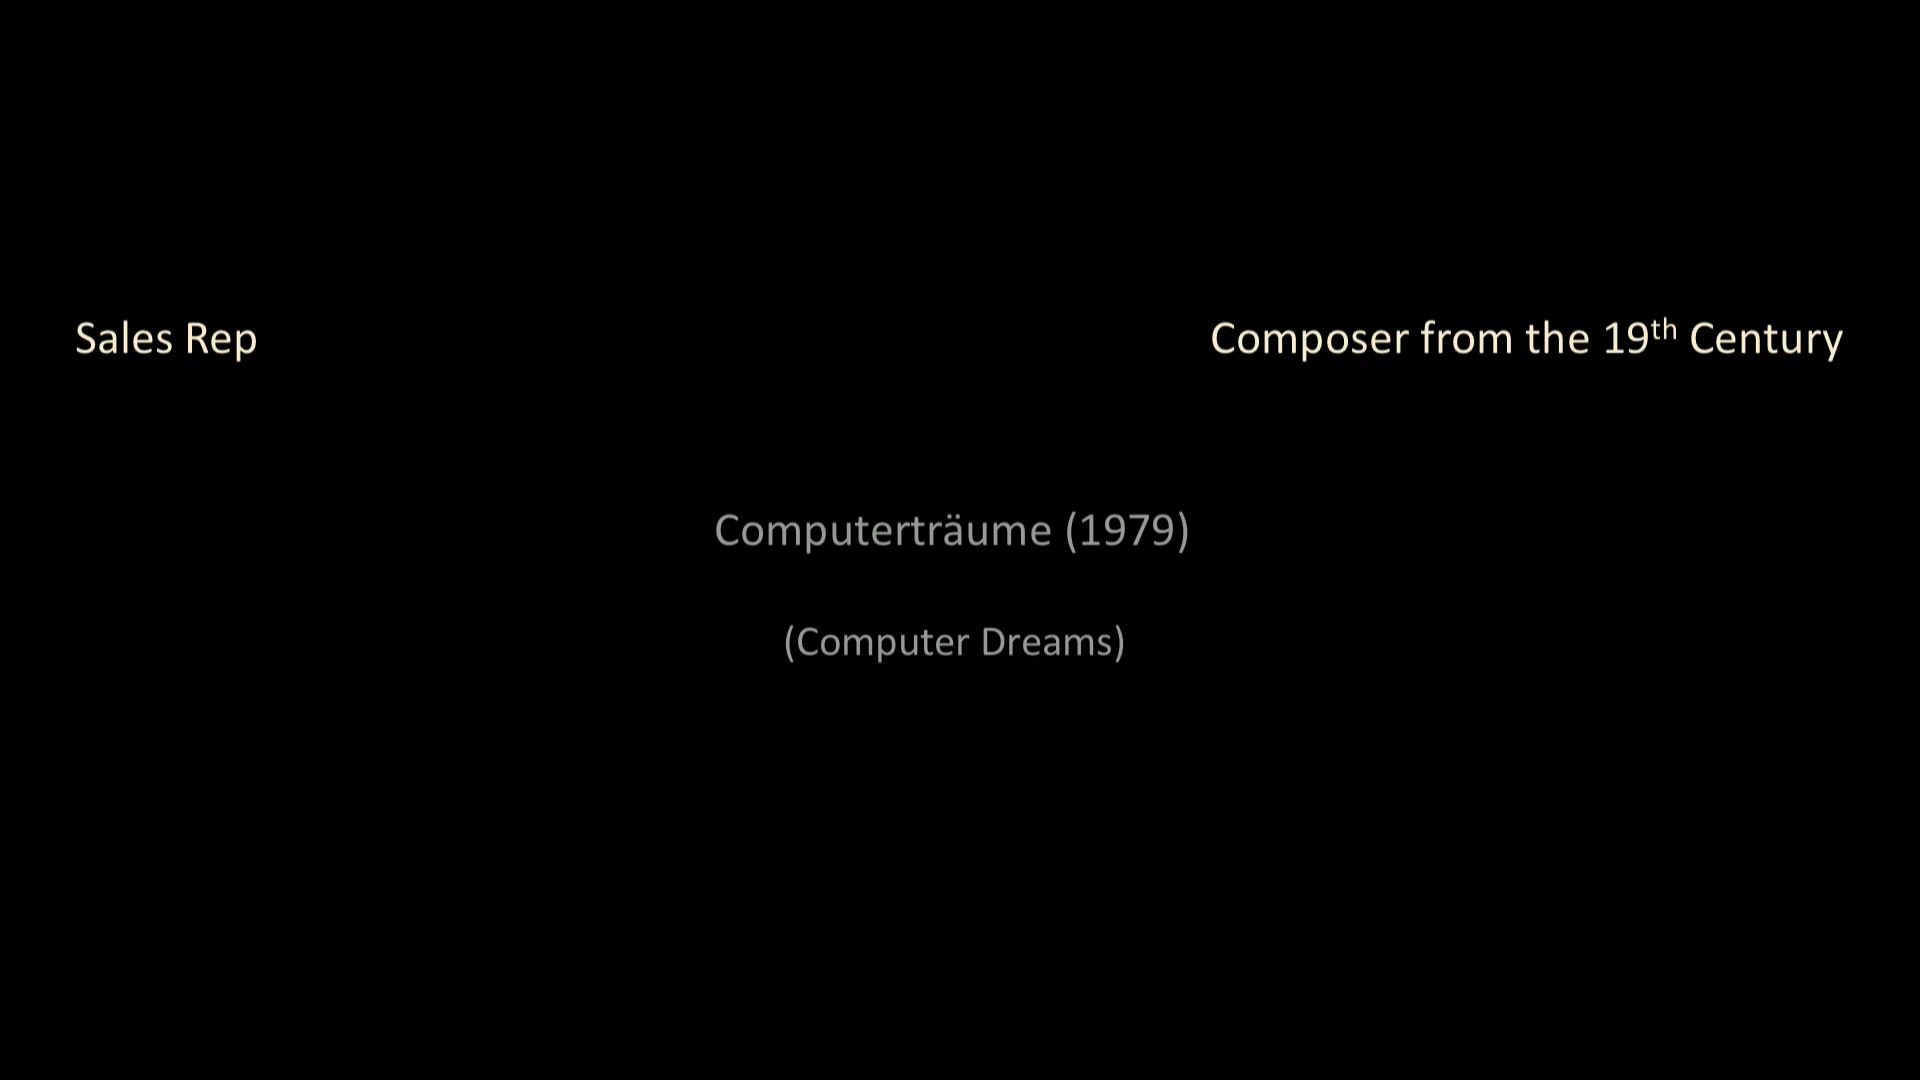 Sales Rep
Composer from the 19th Century
Computerträume (1979)
(Computer Dreams)